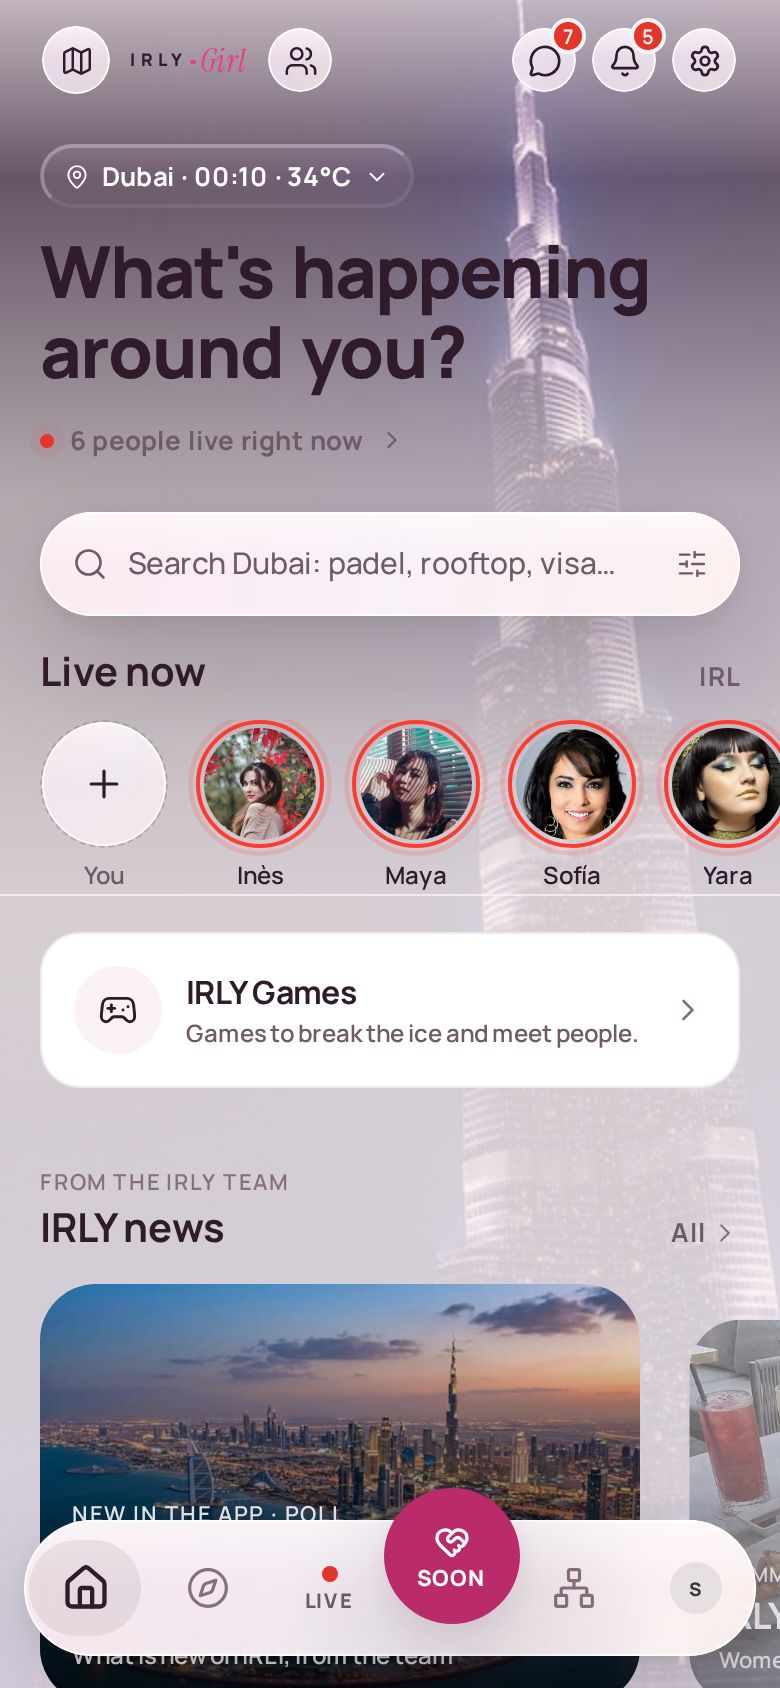 IRLY · Girl
7
5
Dubai · 00:10 · 34°C
What's happening
around you?
6 people live right now
Search Dubai: padel, rooftop, visa...
Live now
IRL
You
Inès
Maya
Sofía
Yara
IRLY Games
Games to break the ice and meet people.
FROM THE IRLY TEAM
IRLY news
All
NEW IN THE APP · POLL
SOON
LIVE
S
What is new on IRLY, from the team